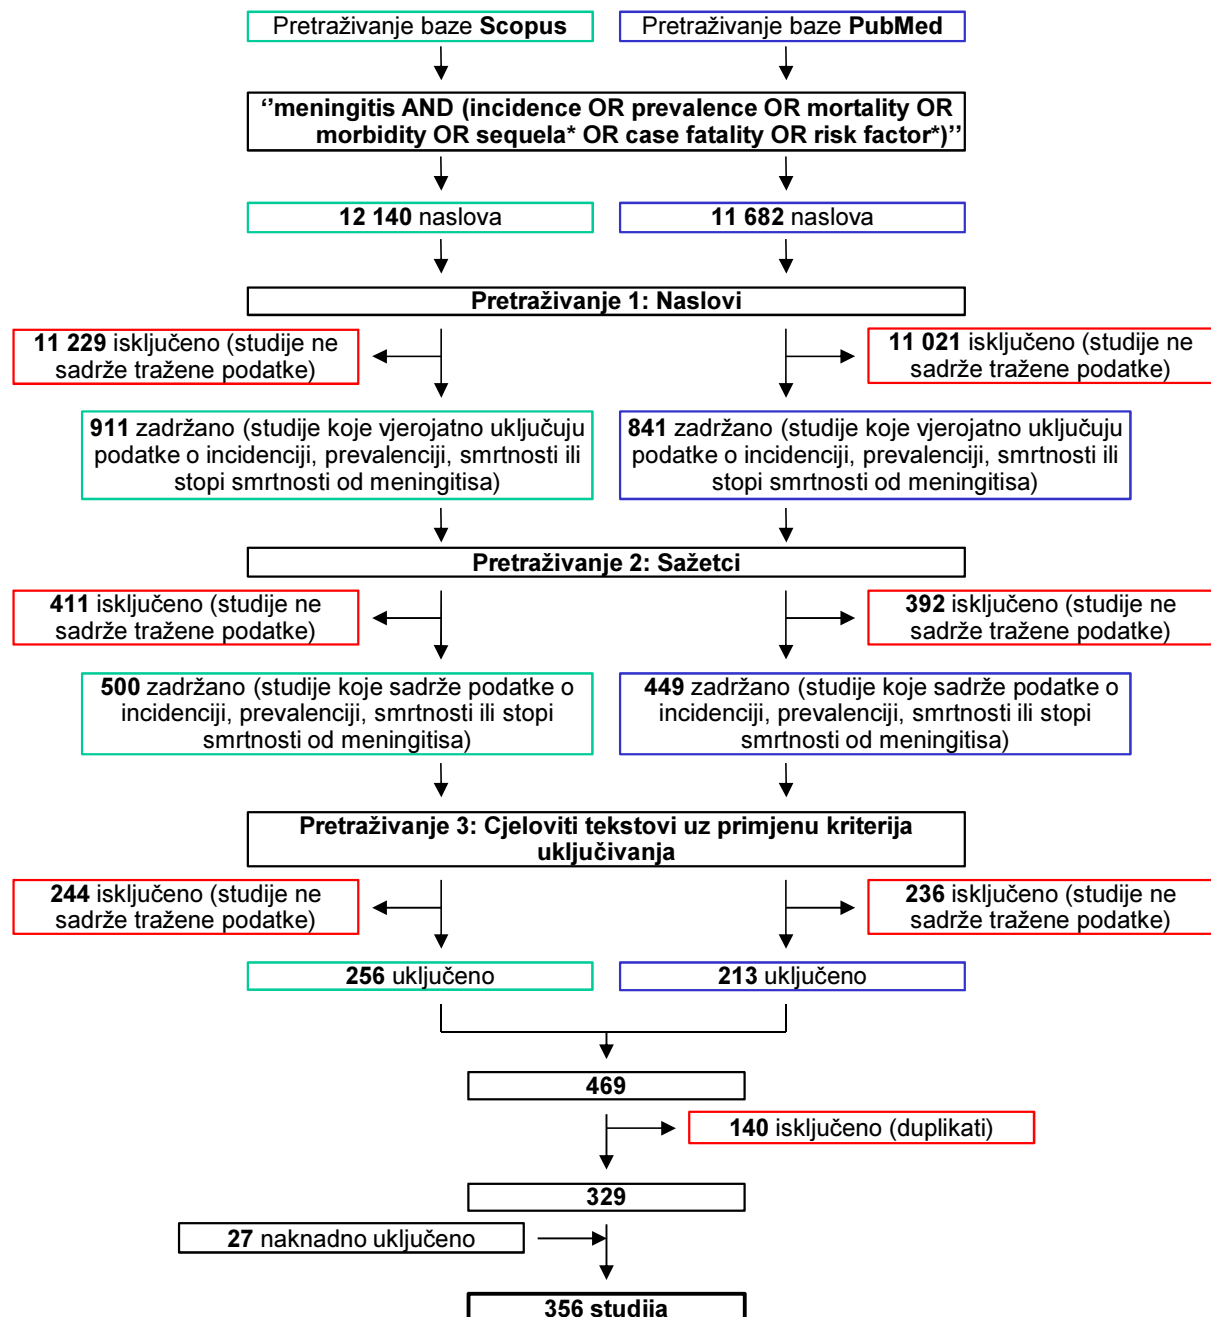 Pretraživanje baze Scopus
Pretraživanje baze PubMed
‘’meningitis AND (incidence OR prevalence OR mortality OR
morbidity OR sequela* OR case fatality OR risk factor*)’’
12 140 naslova
11 682 naslova
Pretraživanje 1: Naslovi
11 229 isključeno (studije ne
sadrže tražene podatke)
11 021 isključeno (studije ne
sadrže tražene podatke)
911 zadržano (studije koje vjerojatno uključuju
podatke o incidenciji, prevalenciji, smrtnosti ili
stopi smrtnosti od meningitisa)
841 zadržano (studije koje vjerojatno uključuju
podatke o incidenciji, prevalenciji, smrtnosti ili
stopi smrtnosti od meningitisa)
Pretraživanje 2: Sažetci
411 isključeno (studije ne
sadrže tražene podatke)
392 isključeno (studije ne
sadrže tražene podatke)
500 zadržano (studije koje sadrže podatke o
incidenciji, prevalenciji, smrtnosti ili stopi
smrtnosti od meningitisa)
449 zadržano (studije koje sadrže podatke o
incidenciji, prevalenciji, smrtnosti ili stopi
smrtnosti od meningitisa)
Pretraživanje 3: Cjeloviti tekstovi uz primjenu kriterija
uključivanja
244 isključeno (studije ne
sadrže tražene podatke)
236 isključeno (studije ne
sadrže tražene podatke)
256 uključeno
213 uključeno
469
140 isključeno (duplikati)
329
27 naknadno uključeno
356 studija